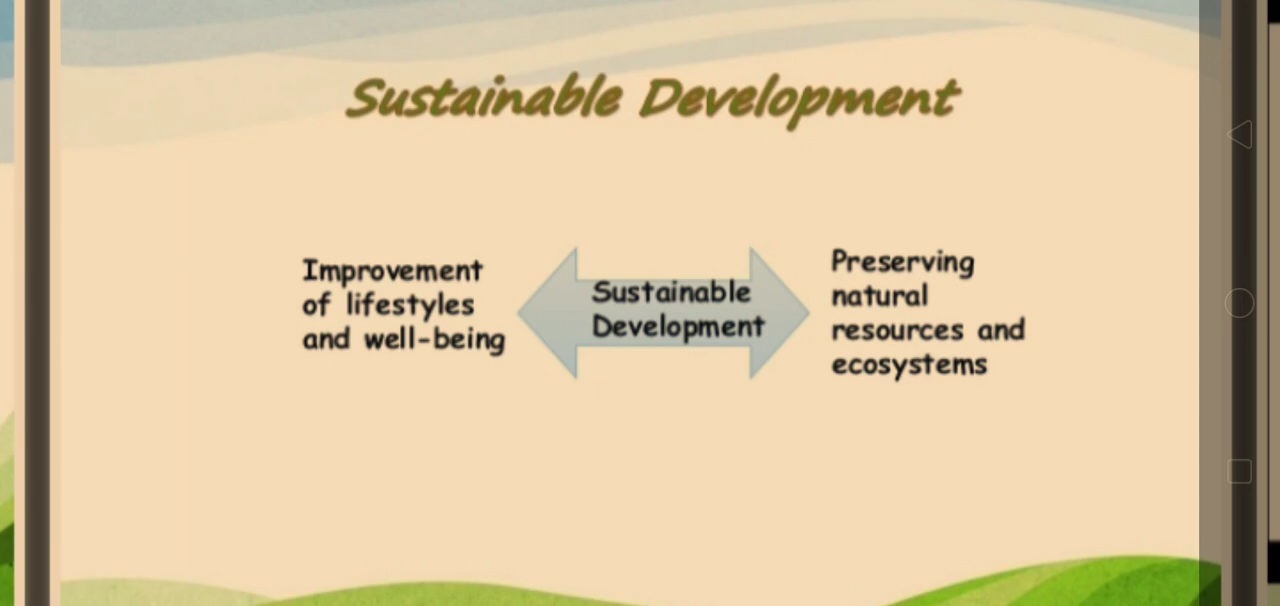 Sustainable Development
Improvement
of lifestyles
and well-being
Sustainable
Development
Preserving
natural
resources and
ecosystems